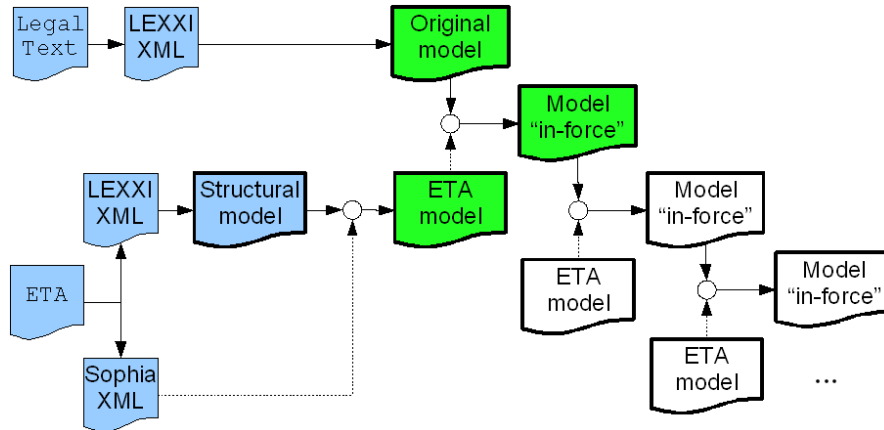 Legal
Text
LEXXI
XML
Original
model
Model
“in-force”
LEXXI
XML
Structural
model
ETA
model
Model
“in-force”
ETA
ETA
model
Model
“in-force”
Sophia
XML
ETA
model
...